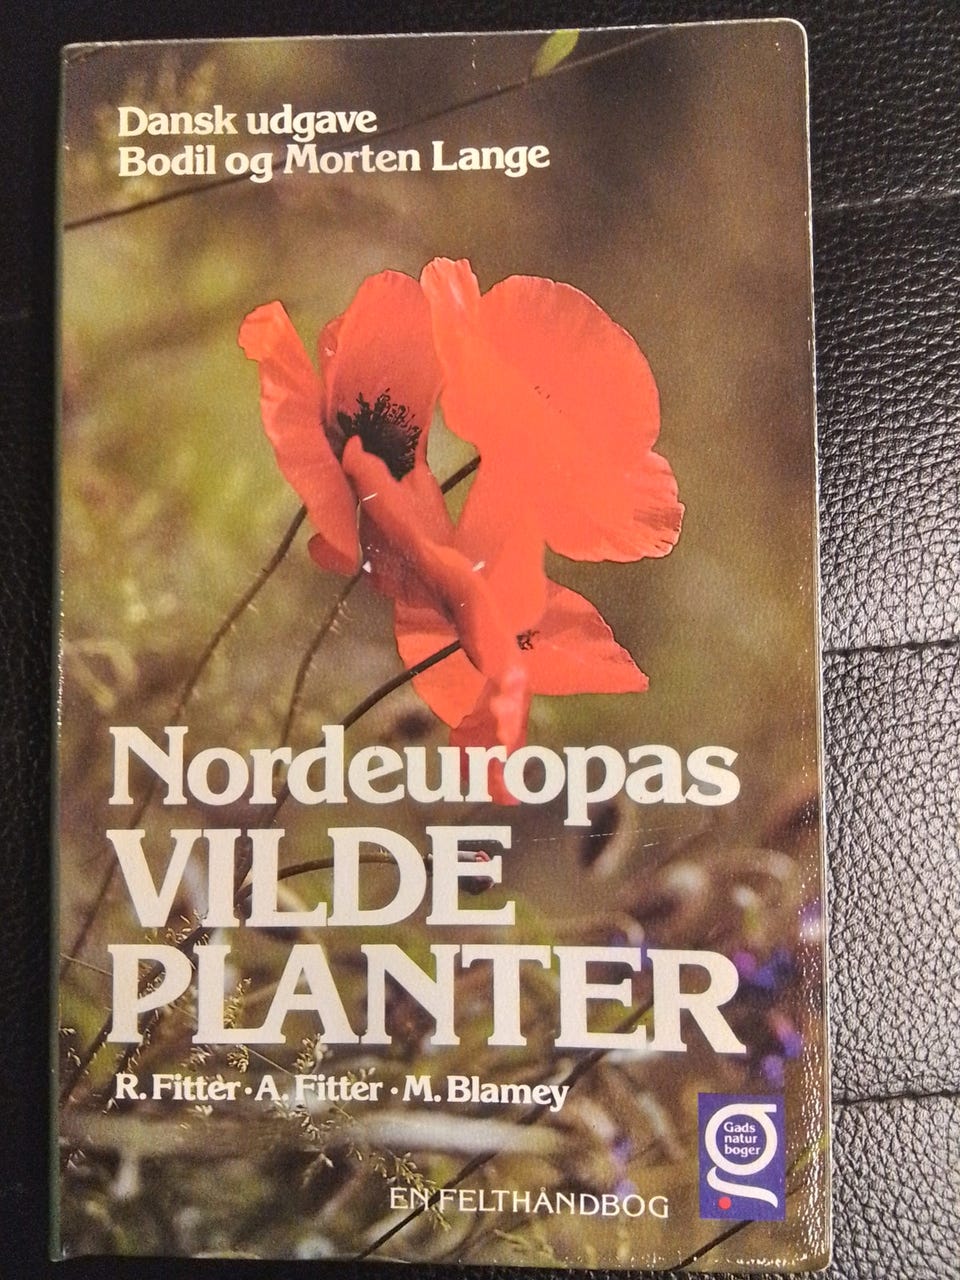 Dansk udgave
Bodil og Morten Lange
Nordeuropas
VILDE
PLANTER
R. Fitter · A. Fitter · M. Blamey
Gads
natur
bøger
EN FELTHÅNDBOG